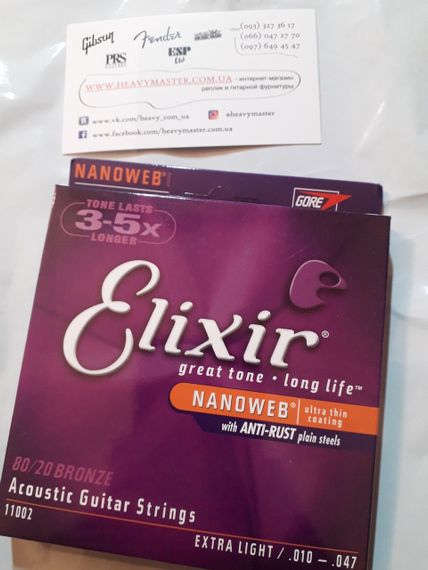 Gibson
Fender
PRS
ESP
Ltd
(093) 327 36 17
(066) 047 27 70
(097) 649 45 47
WWW.HEAVYMASTER.COM.UA - интернет-магазин
реплик и гитарной фурнитуры
www.vk.com/heavy_com_ua
#heavymaster
www.facebook.com/heavymaster.com.ua
NANOWEB
GORE
TONE LASTS
3-5x
LONGER
Elixir®
great tone • long life™
NANOWEB® ultra thin
coating
with ANTI-RUST plain steels
80/20 BRONZE
Acoustic Guitar Strings
11002
EXTRA LIGHT / .010 - .047